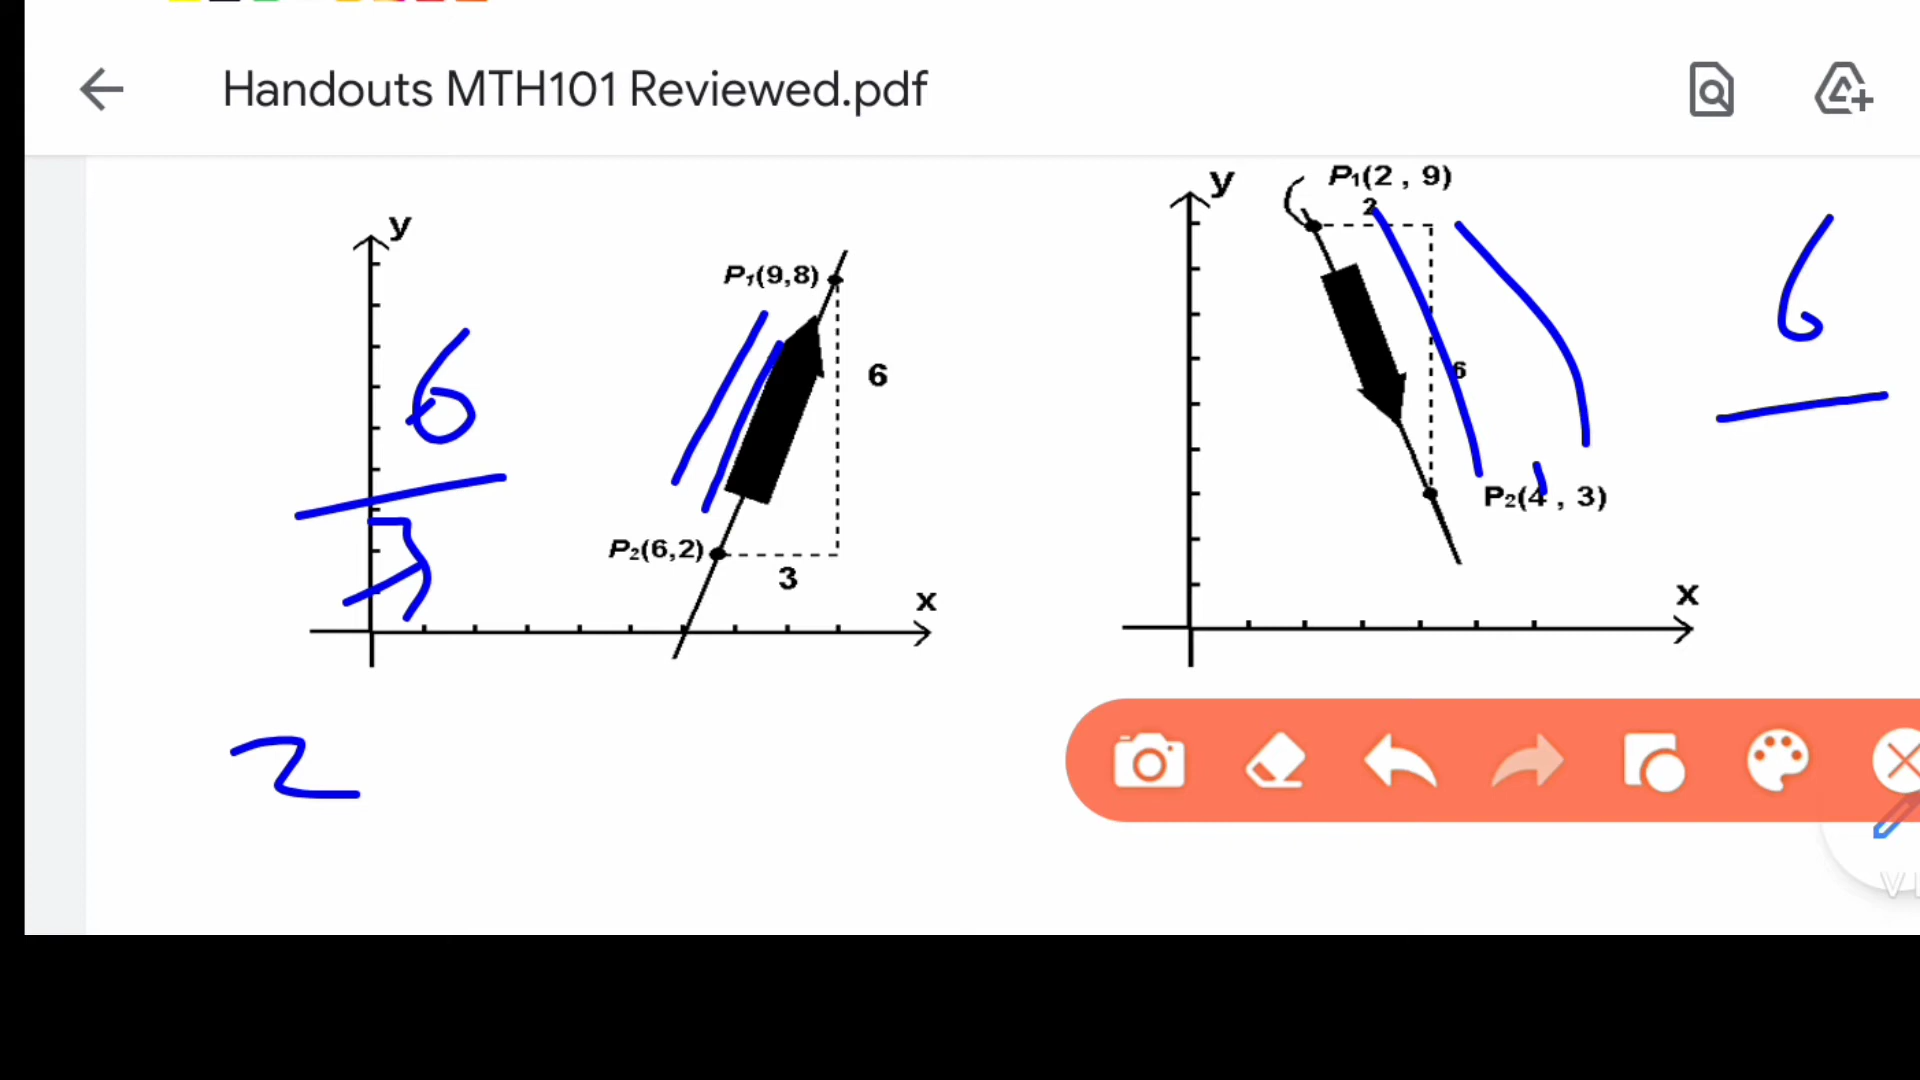 Handouts MTH101 Reviewed.pdf
y
P₁(9,8)
6
P₂(6,2)
3
x
6
3
2
y
P₁(2 , 9)
2
6
P₂(4 , 3)
x
6